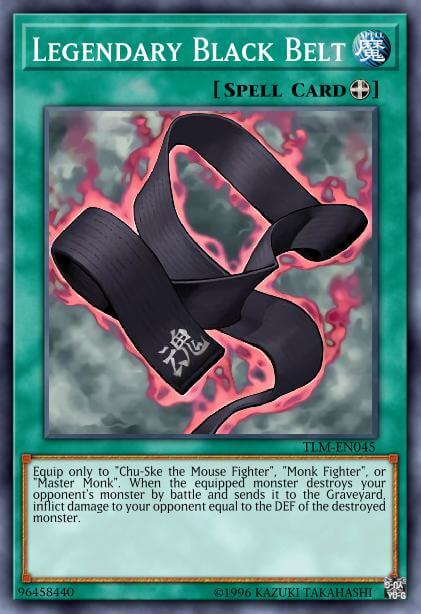 Legendary Black Belt
SPELL
魔
[Spell Card]
魂
TLM-EN045
Equip only to "Chu-Ske the Mouse Fighter", "Monk Fighter", or
"Master Monk". When the equipped monster destroys your
opponent's monster by battle and sends it to the Graveyard,
inflict damage to your opponent equal to the DEF of the destroyed
monster.
96458440
©1996 KAZUKI TAKAHASHI